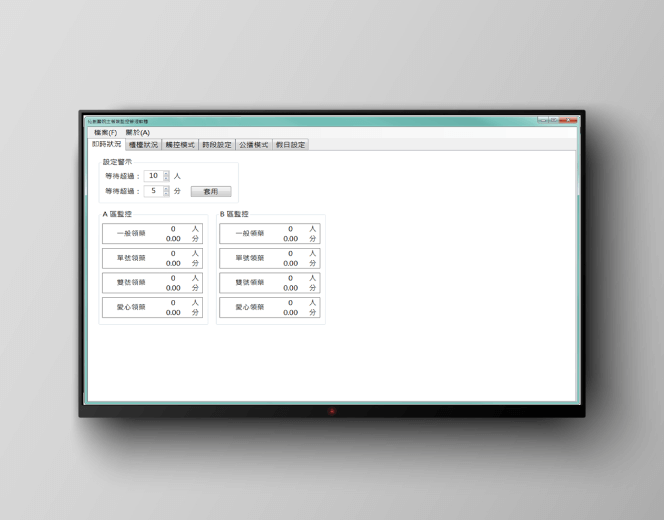 檔案(F) 關於(A)
即時狀況 櫃檯狀況 觸控模式 時段設定 公播模式 假日設定
設定警示
等待超過： 10 人
等待超過： 5 分 套用
A 區監控
一般領藥 0 人
0.00 分
單號領藥 0 人
0.00 分
雙號領藥 0 人
0.00 分
愛心領藥 0 人
0.00 分
B 區監控
一般領藥 0 人
0.00 分
單號領藥 0 人
0.00 分
雙號領藥 0 人
0.00 分
愛心領藥 0 人
0.00 分